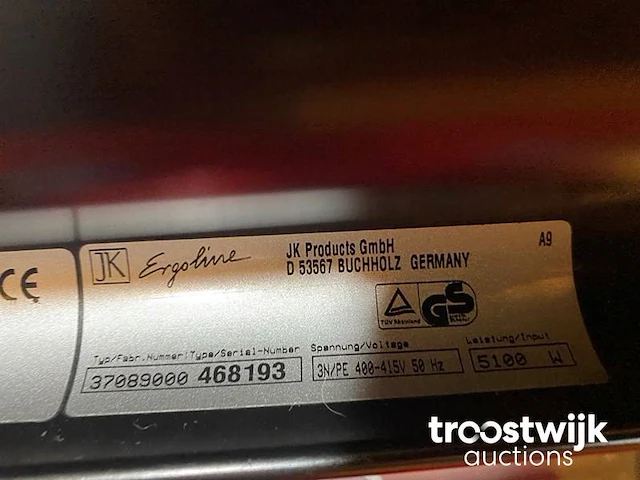 CE
JK Ergoline
JK Products GmbH
D 53567 BUCHHOLZ GERMANY
A9
TÜV Rheinland
GS
Typ/Fabr.Nummer:Type/Serial-Number
37089000 468193
Spannung/Voltage
3N/PE 400-415V 50 Hz
Leistung/Input
5100 W
troostwijk
auctions